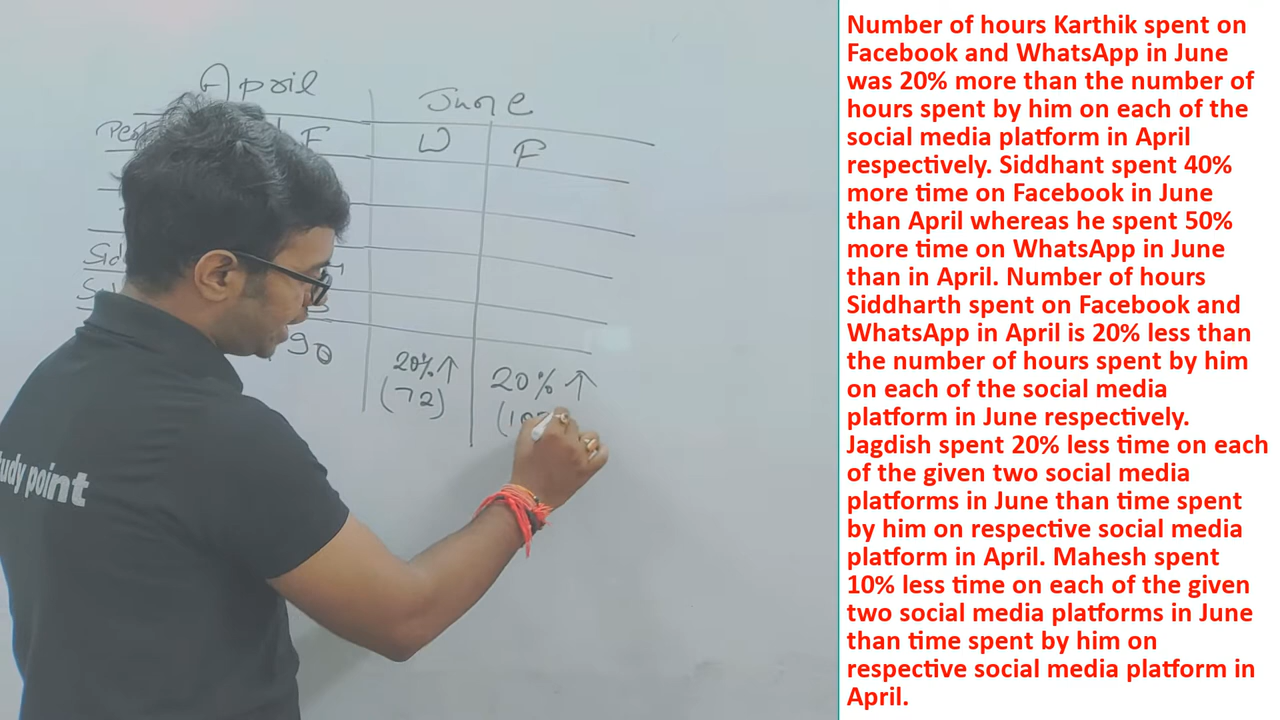 April
June
F
W
F
90
20% ↑
20% ↑
(72)
study point
Number of hours Karthik spent on
Facebook and WhatsApp in June
was 20% more than the number of
hours spent by him on each of the
social media platform in April
respectively. Siddhant spent 40%
more time on Facebook in June
than April whereas he spent 50%
more time on WhatsApp in June
than in April. Number of hours
Siddharth spent on Facebook and
WhatsApp in April is 20% less than
the number of hours spent by him
on each of the social media
platform in June respectively.
Jagdish spent 20% less time on each
of the given two social media
platforms in June than time spent
by him on respective social media
platform in April. Mahesh spent
10% less time on each of the given
two social media platforms in June
than time spent by him on
respective social media platform in
April.